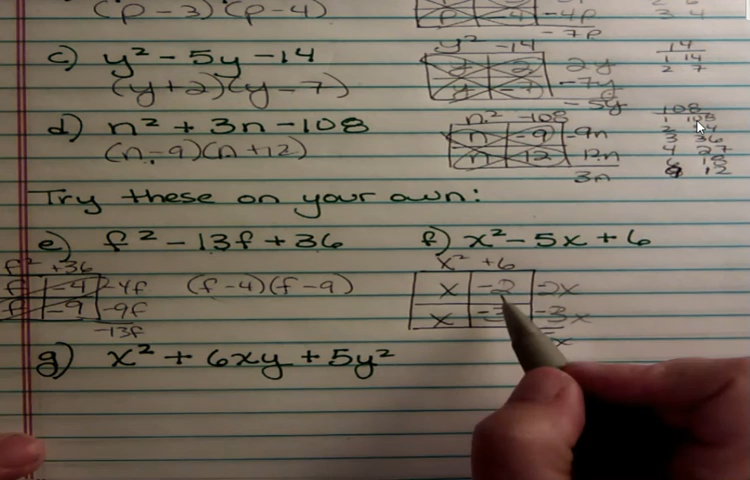 (p-3)(p-4)
-4p
3 4
-7p
c) y² - 5y - 14
(y+2)(y-7)
y² -14
y 2 2y
y -7 -7y
-5y
14
1 14
2 7
d) n² + 3n - 108
(n-9)(n+12)
n² -108
n -9 -9n
n 12 12n
3n
108
1 108
3 36
4 27
6 18
9 12
Try these on your own:
e) f² - 13f + 36
f² +36
f -4 -4f
f -9 -9f
-13f
(f-4)(f-9)
f) x² - 5x + 6
x² +6
x -2 -2x
x -3 -3x
g) x² + 6xy + 5y²